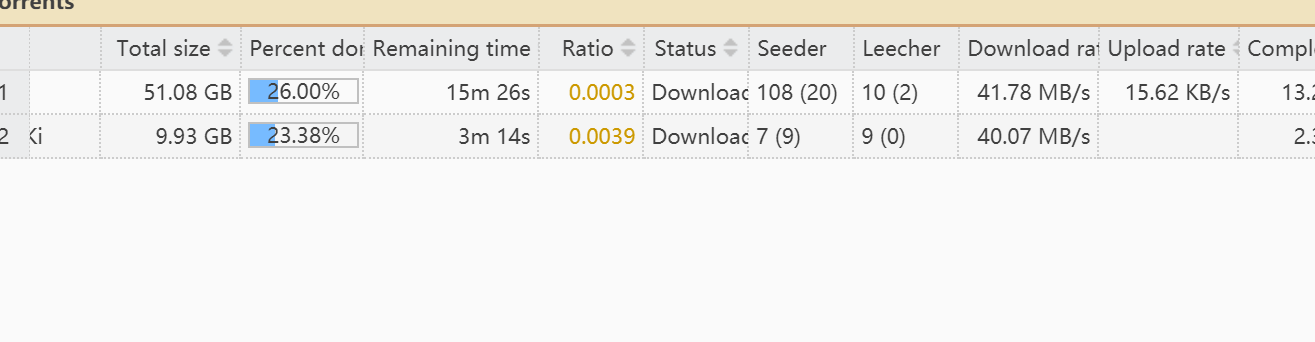 orrents
Total size Percent dor Remaining time Ratio Status Seeder Leecher Download rat Upload rate Compl
1 51.08 GB 26.00% 15m 26s 0.0003 Download 108 (20) 10 (2) 41.78 MB/s 15.62 KB/s 13.2
2 Ki 9.93 GB 23.38% 3m 14s 0.0039 Download 7 (9) 9 (0) 40.07 MB/s 2.3